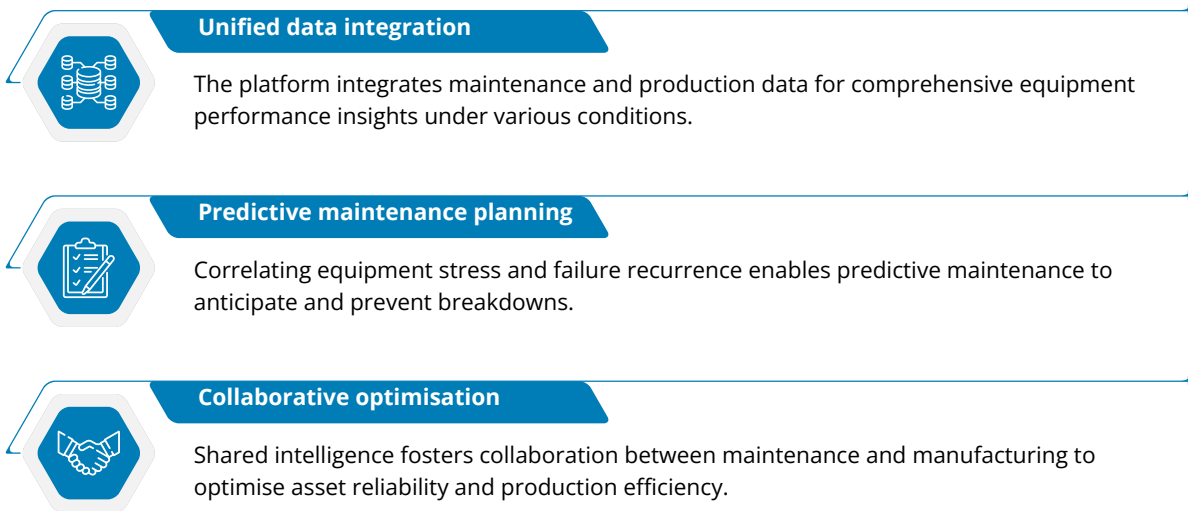 Unified data integration
The platform integrates maintenance and production data for comprehensive equipment
performance insights under various conditions.
Predictive maintenance planning
Correlating equipment stress and failure recurrence enables predictive maintenance to
anticipate and prevent breakdowns.
Collaborative optimisation
Shared intelligence fosters collaboration between maintenance and manufacturing to
optimise asset reliability and production efficiency.